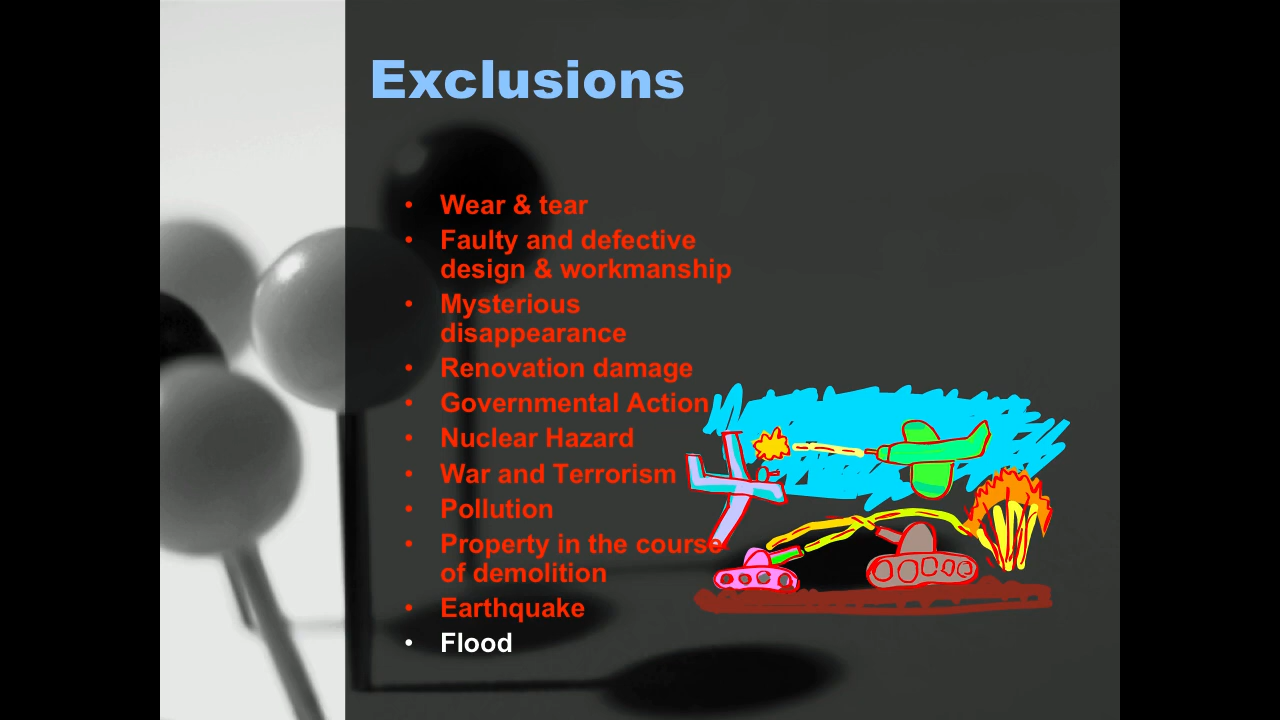 Exclusions
• Wear & tear
• Faulty and defective
design & workmanship
• Mysterious
disappearance
• Renovation damage
• Governmental Action
• Nuclear Hazard
• War and Terrorism
• Pollution
• Property in the course
of demolition
• Earthquake
• Flood